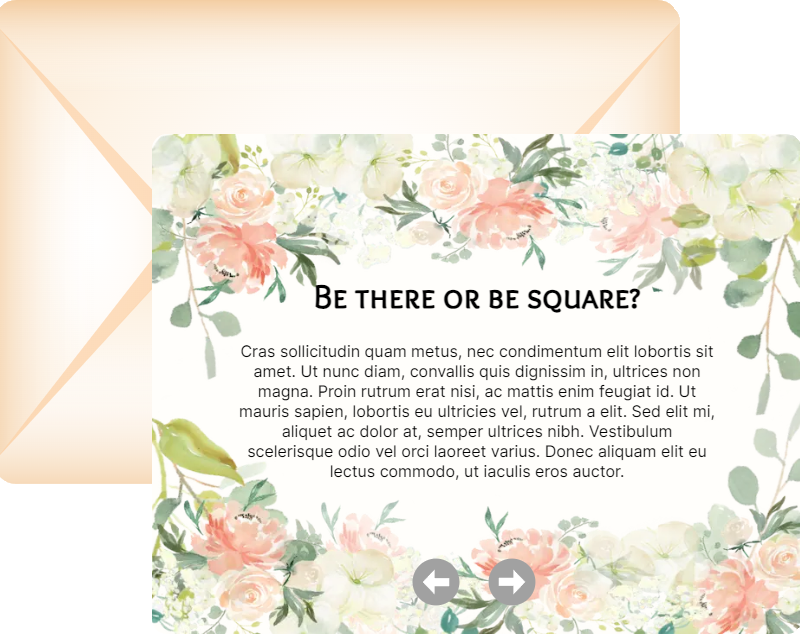 Be there or be square?
Cras sollicitudin quam metus, nec condimentum elit lobortis sit
amet. Ut nunc diam, convallis quis dignissim in, ultrices non
magna. Proin rutrum erat nisi, ac mattis enim feugiat id. Ut
mauris sapien, lobortis eu ultricies vel, rutrum a elit. Sed elit mi,
aliquet ac dolor at, semper ultrices nibh. Vestibulum
scelerisque odio vel orci laoreet varius. Donec aliquam elit eu
lectus commodo, ut iaculis eros auctor.